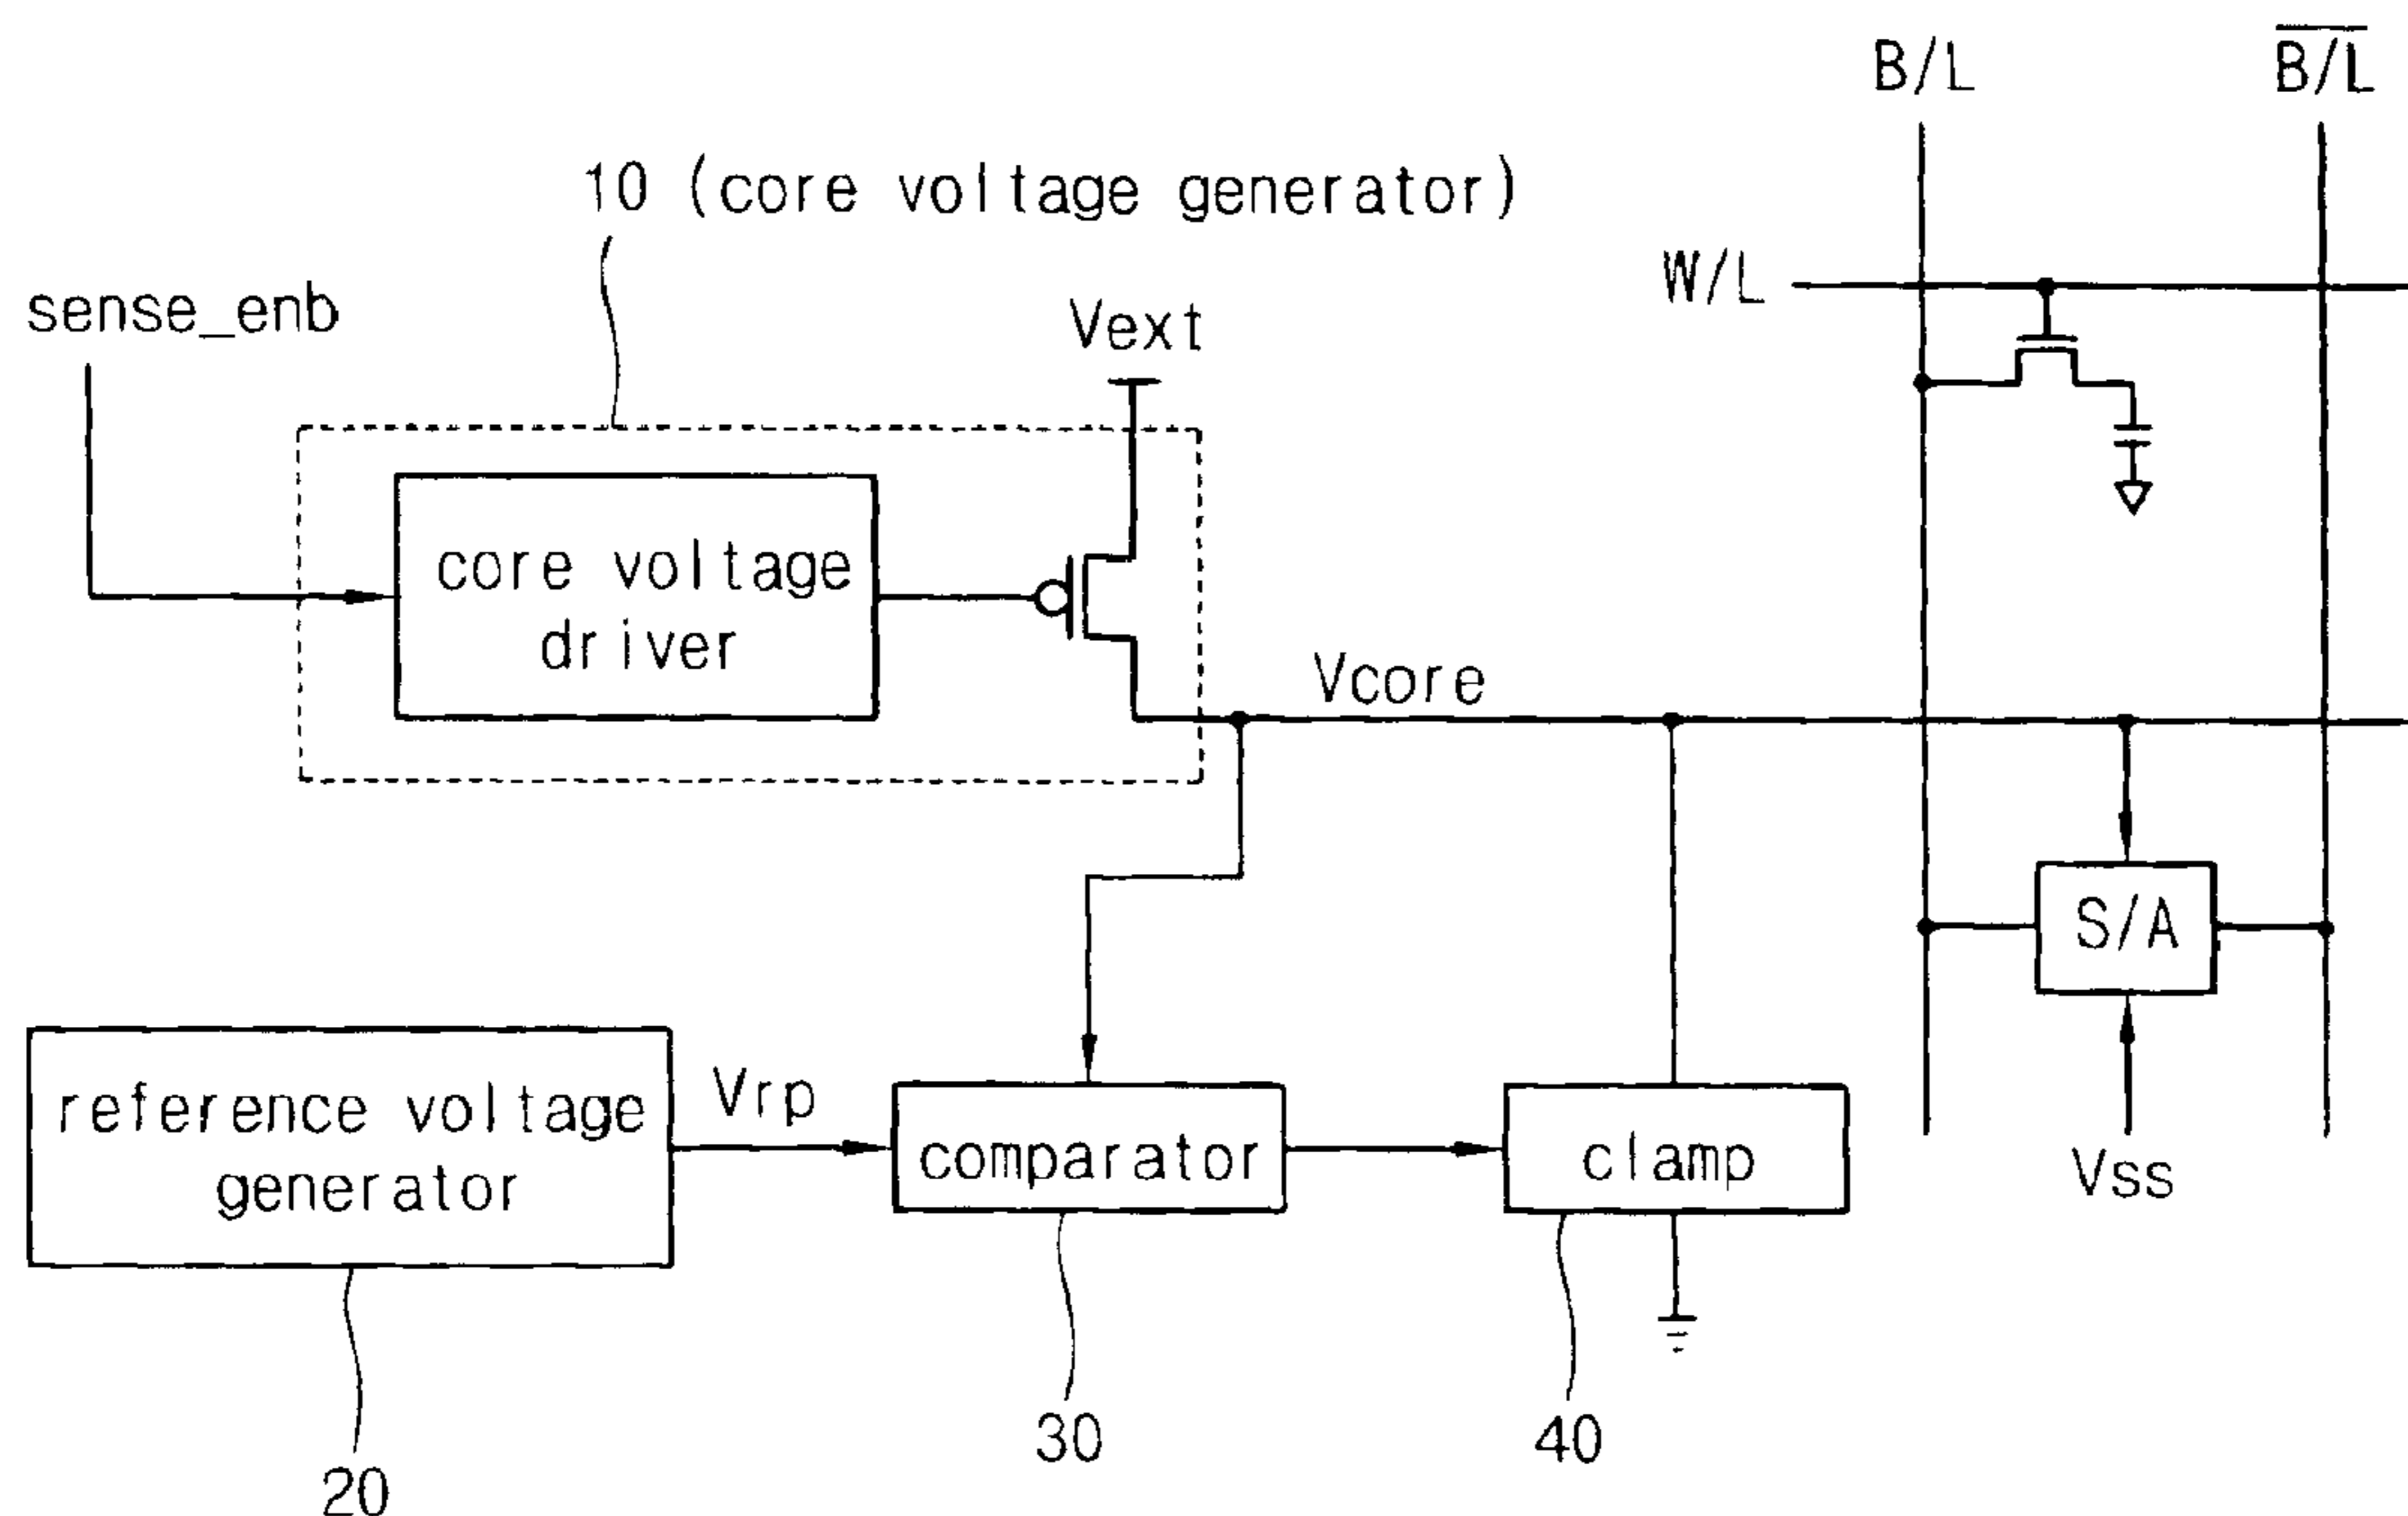 B/L
B/L
10 (core voltage generator)
W/L
sense_enb
Vext
core voltage
driver
Vcore
S/A
reference voltage
generator
Vrp
comparator
clamp
Vss
30
40
20